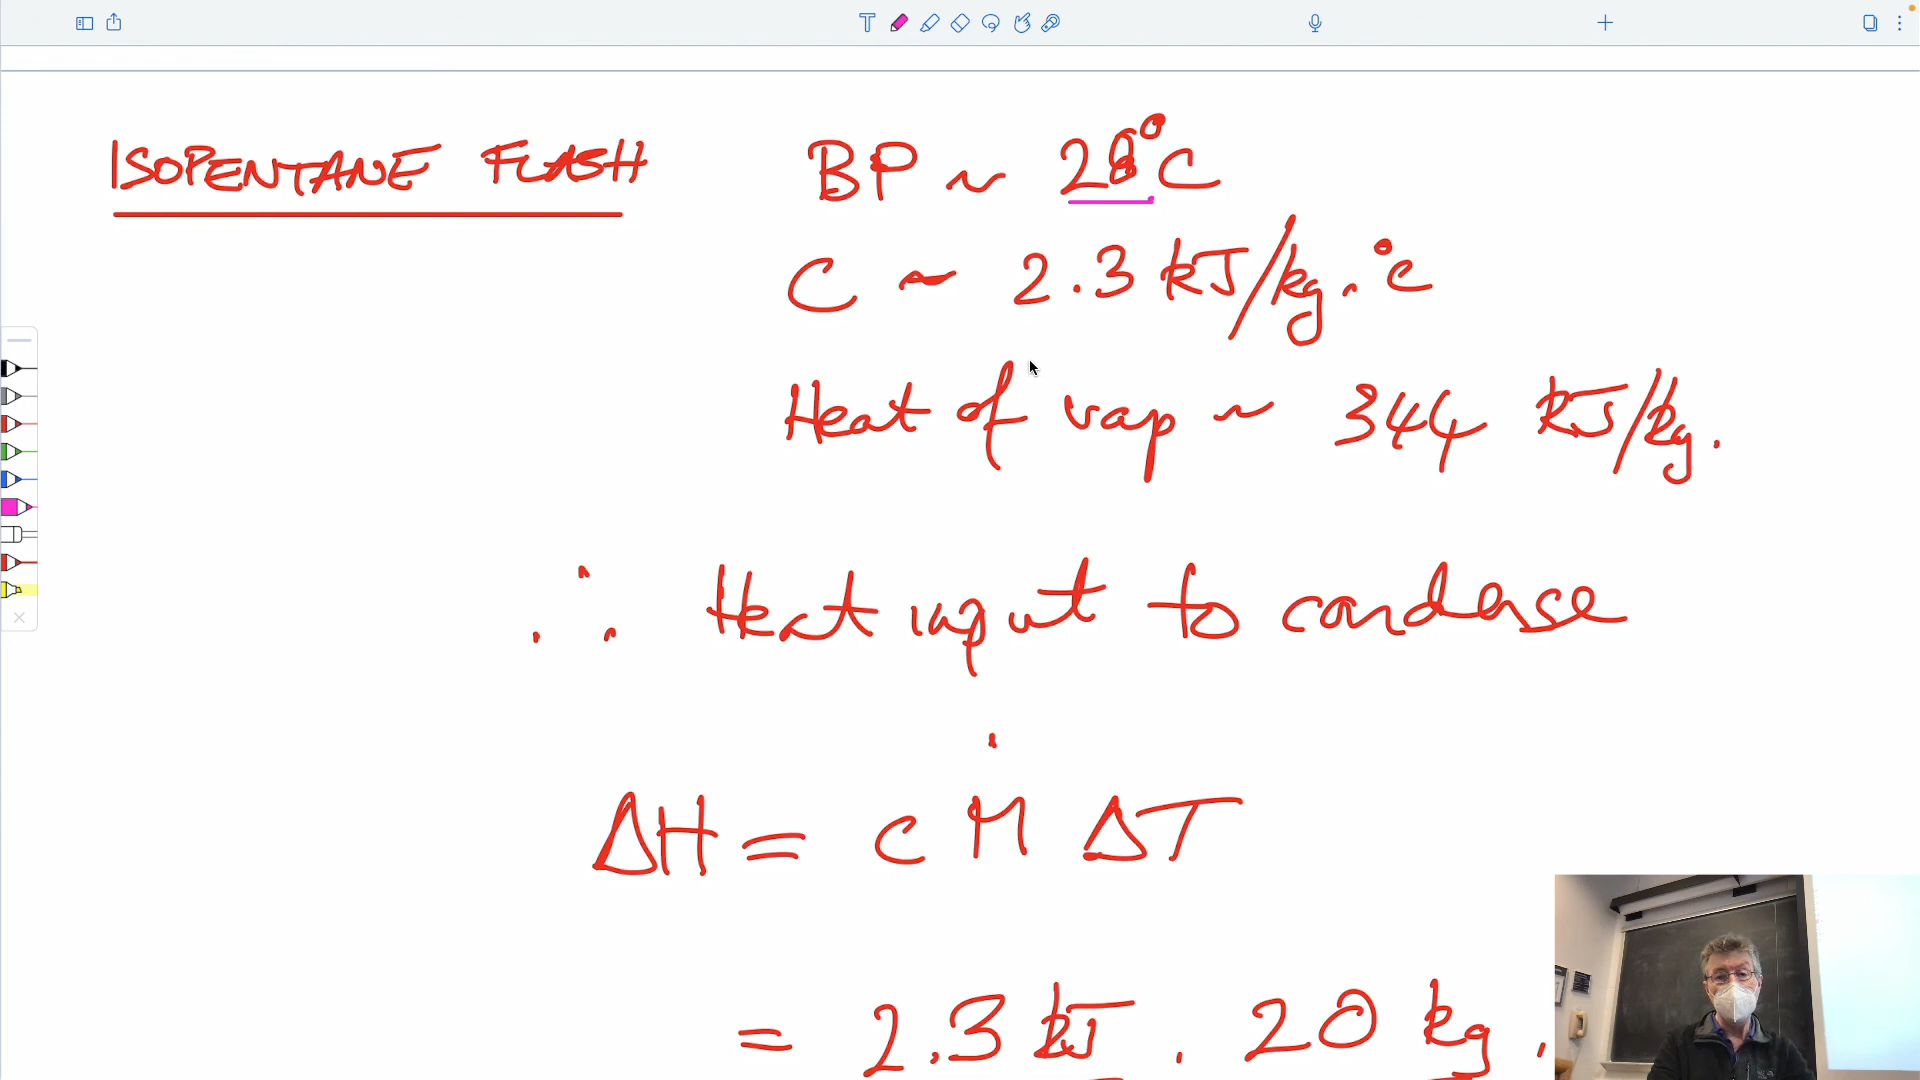 ISOPENTANE FLASH
BP ~ 28°C
C ~ 2.3 kJ/kg.°C
Heat of vap ~ 344 kJ/kg.
∴ Heat input to condense
ΔH = c Ṁ ΔT
= 2.3 kJ . 20 kg .